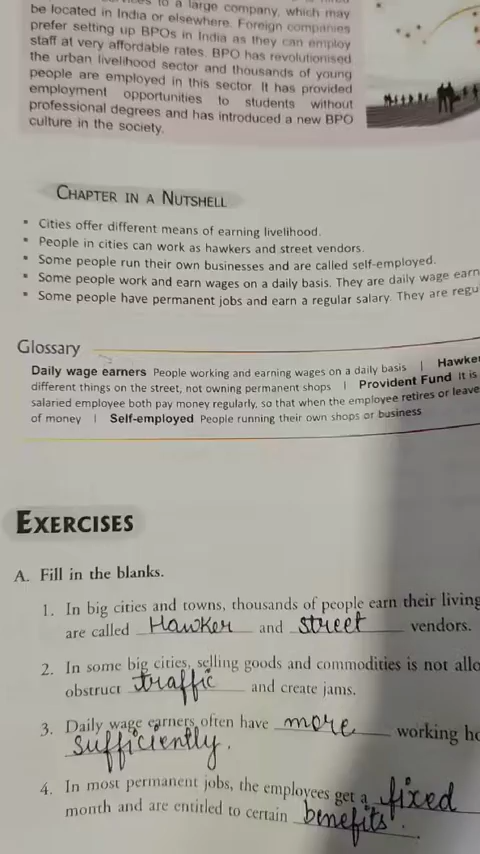 to a large company, which may
be located in India or elsewhere. Foreign companies
prefer setting up BPOs in India as they can employ
staff at very affordable rates. BPO has revolutionised
the urban livelihood sector and thousands of young
people are employed in this sector. It has provided
employment opportunities to students without
professional degrees and has introduced a new BPO
culture in the society.
CHAPTER IN A NUTSHELL
• Cities offer different means of earning livelihood.
• People in cities can work as hawkers and street vendors.
• Some people run their own businesses and are called self-employed.
• Some people work and earn wages on a daily basis. They are daily wage earn
• Some people have permanent jobs and earn a regular salary. They are regu
Glossary
Daily wage earners People working and earning wages on a daily basis | Hawke
different things on the street, not owning permanent shops | Provident Fund It is
salaried employee both pay money regularly, so that when the employee retires or leave
of money | Self-employed People running their own shops or business
EXERCISES
A. Fill in the blanks.
1. In big cities and towns, thousands of people earn their living
are called Hawker and street vendors.
2. In some big cities, selling goods and commodities is not allo
obstruct traffic and create jams.
3. Daily wage earners often have more working ho
sufficiently.
4. In most permanent jobs, the employees get a fixed
month and are entitled to certain benefits.